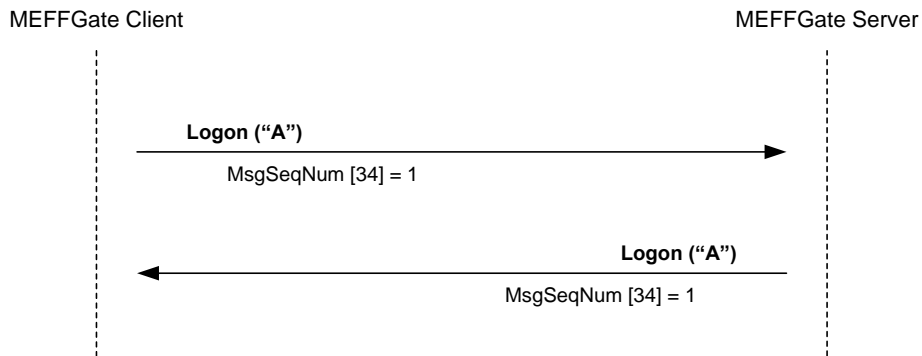 MEFFGate Client
MEFFGate Server
Logon (“A”)
MsgSeqNum [34] = 1
Logon (“A”)
MsgSeqNum [34] = 1